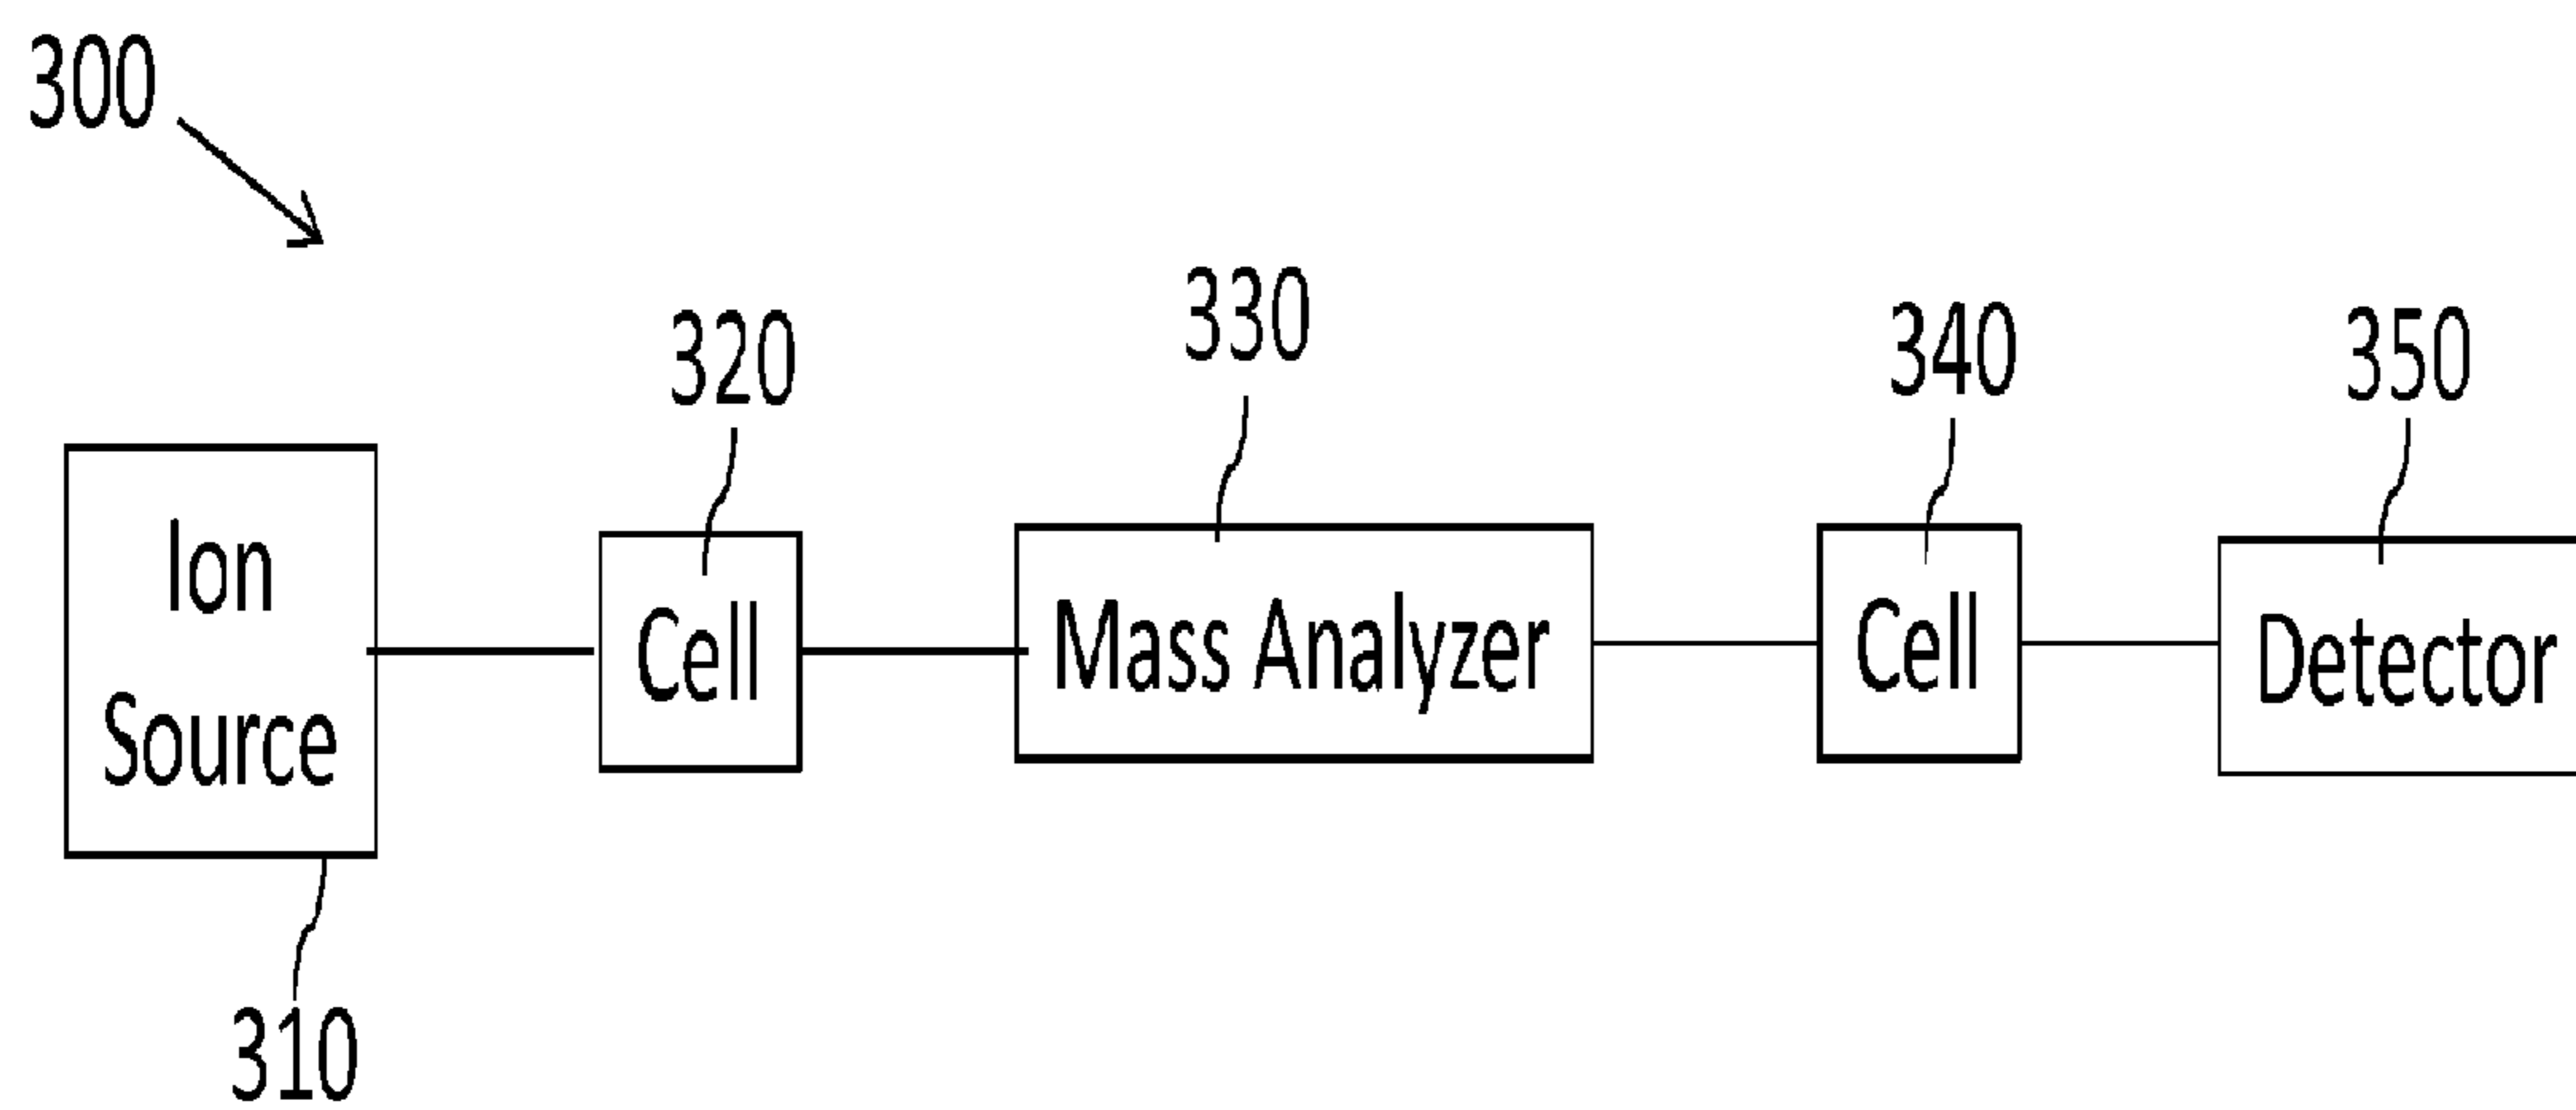 300
330
340
350
320
Ion
Source
Cell
Mass Analyzer
Cell
Detector
310